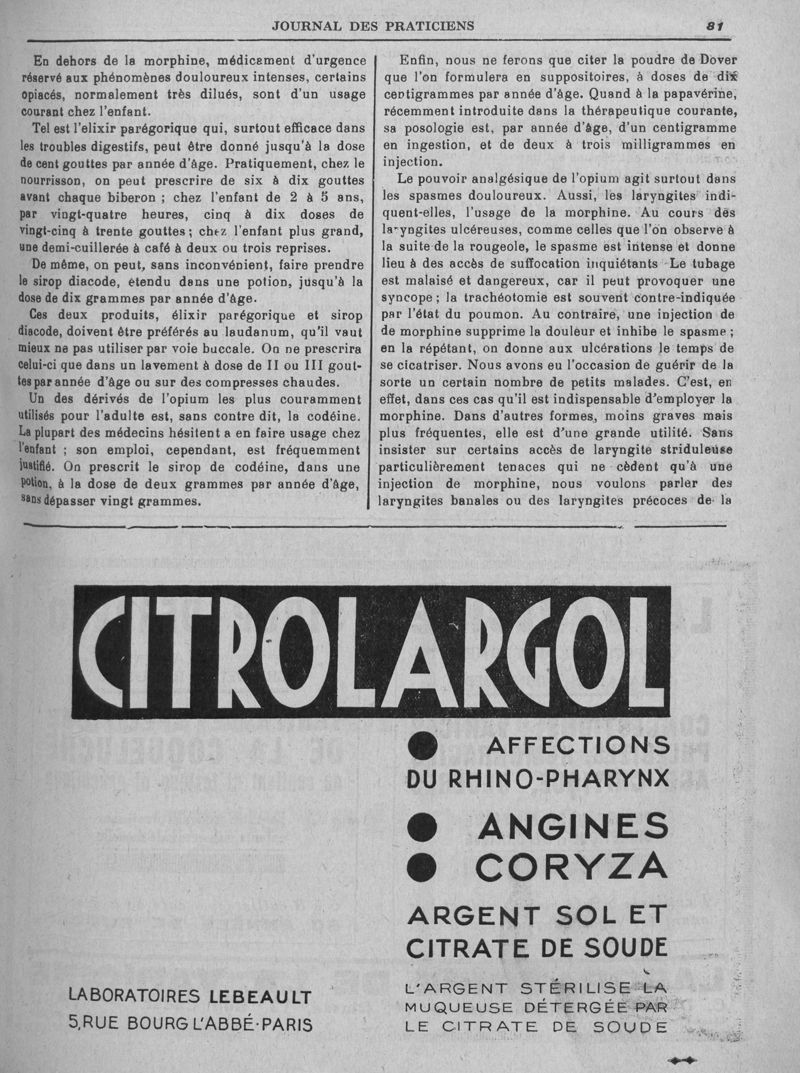 JOURNAL DES PRATICIENS
81
En dehors de la morphine, médicament d'urgence
réservé aux phénomènes douloureux intenses, certains
opiacés, normalement très dilués, sont d'un usage
courant chez l'enfant.
Tel est l'elixir parégorique qui, surtout efficace dans
les troubles digestifs, peut être donné jusqu'à la dose
de cent gouttes par année d'âge. Pratiquement, chez le
nourrisson, on peut prescrire de six à dix gouttes
avant chaque biberon ; chez l'enfant de 2 à 5 ans,
par vingt-quatre heures, cinq à dix doses de
vingt-cinq à trente gouttes ; chez l'enfant plus grand,
une demi-cuillerée à café à deux ou trois reprises.
De même, on peut, sans inconvénient, faire prendre
le sirop diacode, étendu dans une potion, jusqu'à la
dose de dix grammes par année d'âge.
Ces deux produits, élixir parégorique et sirop
diacode, doivent être préférés au laudanum, qu'il vaut
mieux ne pas utiliser par voie buccale. On ne prescrira
celui-ci que dans un lavement à dose de II ou III gout-
tes par année d'âge ou sur des compresses chaudes.
Un des dérivés de l'opium les plus couramment
utilisés pour l'adulte est, sans contre dit, la codéine.
La plupart des médecins hésitent a en faire usage chez
l'enfant ; son emploi, cependant, est fréquemment
justifié. On prescrit le sirop de codéine, dans une
potion, à la dose de deux grammes par année d'âge,
sans dépasser vingt grammes.
Enfin, nous ne ferons que citer la poudre de Dover
que l'on formulera en suppositoires, à doses de dix
centigrammes par année d'âge. Quand à la papavérine,
récemment introduite dans la thérapeutique courante,
sa posologie est, par année d'âge, d'un centigramme
en ingestion, et de deux à trois milligrammes en
injection.
Le pouvoir analgésique de l'opium agit surtout dans
les spasmes douloureux. Aussi, les laryngites indi-
quent-elles, l'usage de la morphine. Au cours des
laryngites ulcéreuses, comme celles que l'on observe à
la suite de la rougeole, le spasme est intense et donne
lieu à des accès de suffocation inquiétants Le tubage
est malaisé et dangereux, car il peut provoquer une
syncope ; la trachéotomie est souvent contre-indiquée
par l'état du poumon. Au contraire, une injection de
de morphine supprime la douleur et inhibe le spasme ;
en la répétant, on donne aux ulcérations le temps de
se cicatriser. Nous avons eu l'occasion de guérir de la
sorte un certain nombre de petits malades. C'est, en
effet, dans ces cas qu'il est indispensable d'employer la
morphine. Dans d'autres formes, moins graves mais
plus fréquentes, elle est d'une grande utilité. Sans
insister sur certains accès de laryngite striduleuse
particulièrement tenaces qui ne cèdent qu'à une
injection de morphine, nous voulons parler des
laryngites banales ou des laryngites précoces de la
CITROLARGOL
● AFFECTIONS
DU RHINO-PHARYNX
● ANGINES
● CORYZA
ARGENT SOL ET
CITRATE DE SOUDE
L'ARGENT STÉRILISE LA
MUQUEUSE DÉTERGÉE PAR
LE CITRATE DE SOUDE
LABORATOIRES LEBEAULT
5, RUE BOURG L'ABBÉ-PARIS